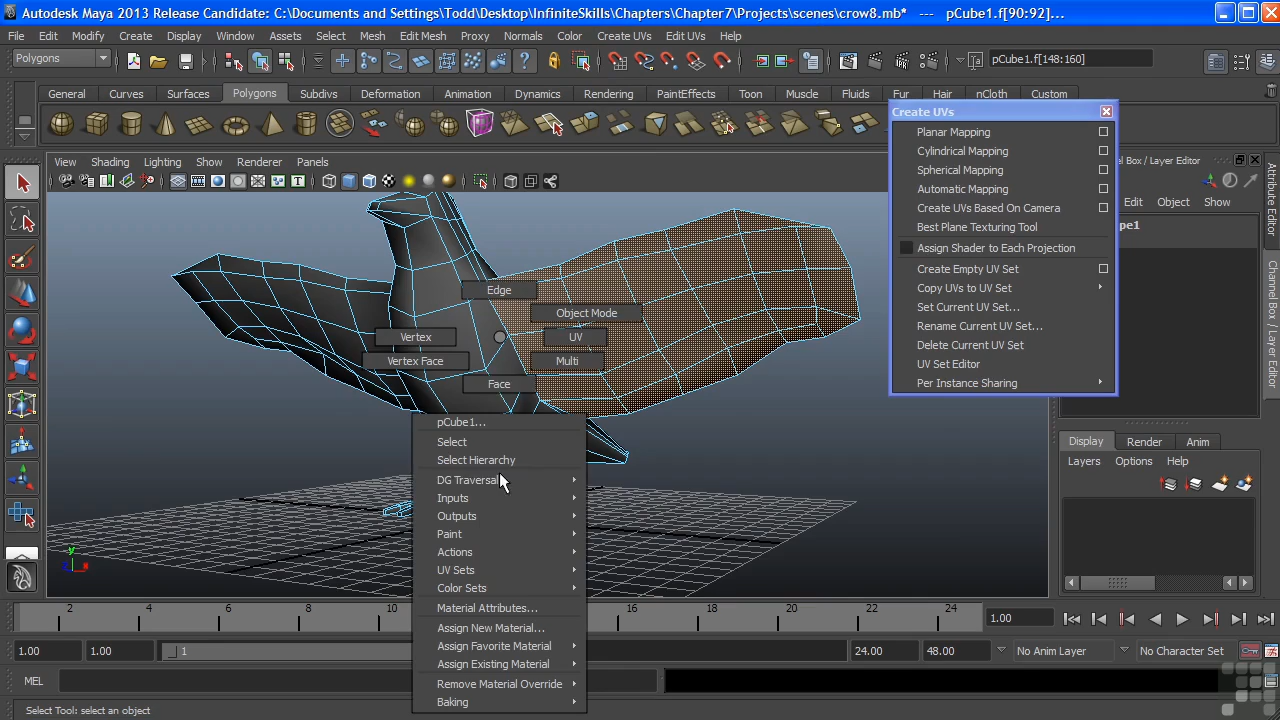 Autodesk Maya 2013 Release Candidate: C:\Documents and Settings\Todd\Desktop\InfiniteSkills\Chapters\Chapter7\Projects\scenes\crow8.mb* --- pCube1.f[90:92]...
File Edit Modify Create Display Window Assets Select Mesh Edit Mesh Proxy Normals Color Create UVs Edit UVs Help
Polygons
pCube1.f[148:160]
General Curves Surfaces Polygons Subdivs Deformation Animation Dynamics Rendering PaintEffects Toon Muscle Fluids Fur Hair nCloth Custom
Create UVs
Planar Mapping
Cylindrical Mapping
Spherical Mapping
Automatic Mapping
Create UVs Based On Camera
Best Plane Texturing Tool
Assign Shader to Each Projection
Create Empty UV Set
Copy UVs to UV Set
Set Current UV Set...
Rename Current UV Set...
Delete Current UV Set
UV Set Editor
Per Instance Sharing
View Shading Lighting Show Renderer Panels
el Box / Layer Editor
Edit Object Show
pe1
Attribute Editor
Channel Box / Layer Editor
Edge
Object Mode
Vertex
UV
Vertex Face
Multi
Face
pCube1...
Select
Select Hierarchy
DG Traversal
Inputs
Outputs
Paint
Actions
UV Sets
Color Sets
Material Attributes...
Assign New Material...
Assign Favorite Material
Assign Existing Material
Remove Material Override
Baking
y
x
Display Render Anim
Layers Options Help
2 4 6 8 10 16 18 20 22 24
1.00
1.00 1.00 1 24.00 48.00 No Anim Layer No Character Set
MEL
Select Tool: select an object